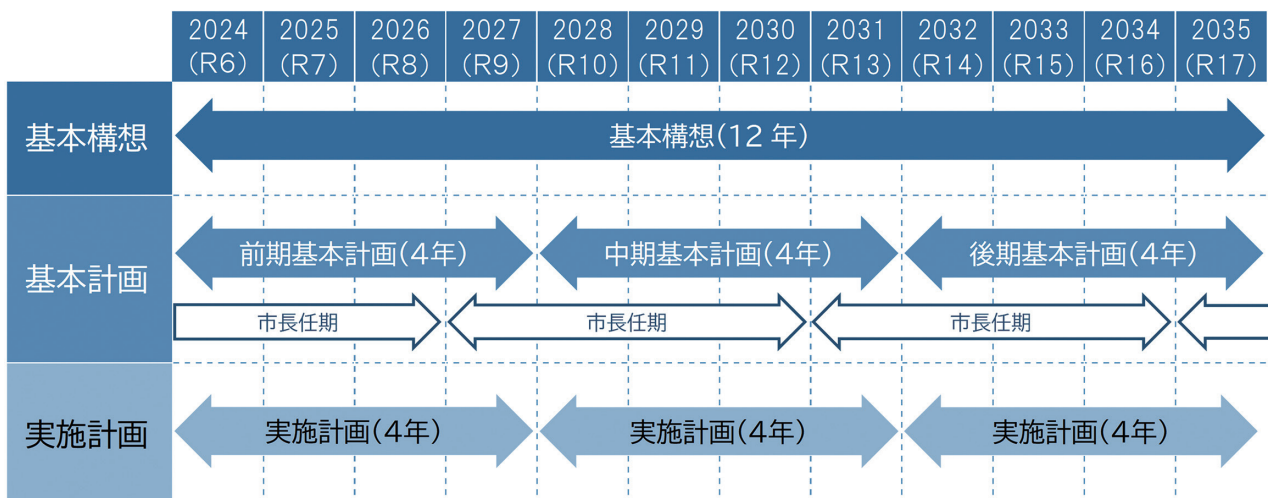 2024 2025 2026 2027 2028 2029 2030 2031 2032 2033 2034 2035
(R6) (R7) (R8) (R9) (R10) (R11) (R12) (R13) (R14) (R15) (R16) (R17)
基本構想 基本構想(12 年)
基本計画 前期基本計画(4年) 中期基本計画(4年) 後期基本計画(4年)
市長任期 市長任期 市長任期
実施計画 実施計画(4年) 実施計画(4年) 実施計画(4年)